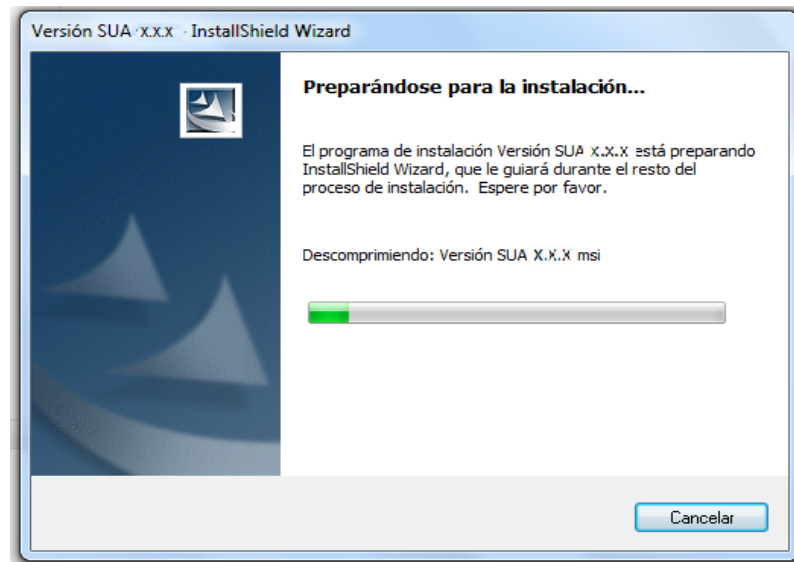 Versión SUA x.x.x - InstallShield Wizard
Preparándose para la instalación...
El programa de instalación Versión SUA x.x.x está preparando
InstallShield Wizard, que le guiará durante el resto del
proceso de instalación. Espere por favor.
Descomprimiendo: Versión SUA X.X.X msi
Cancelar